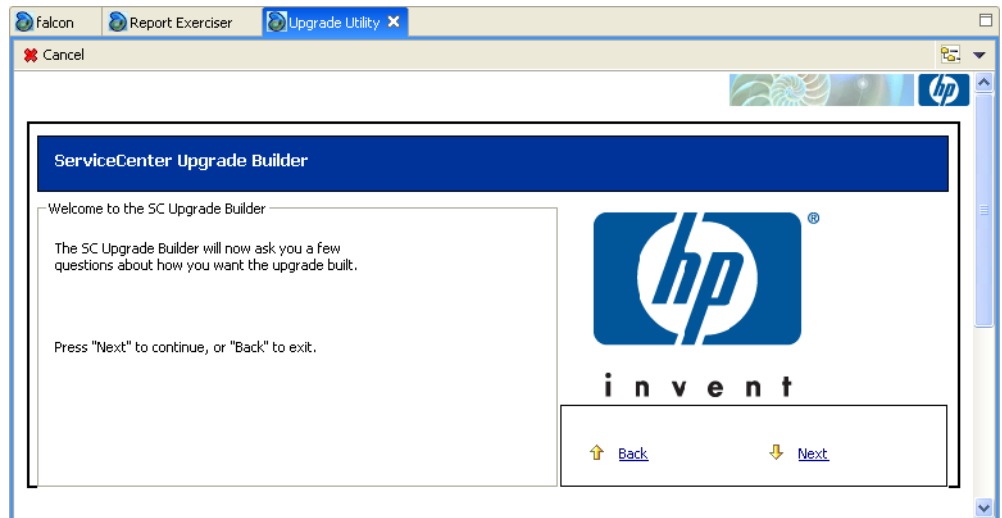 falcon
Report Exerciser
Upgrade Utility
Cancel
hp
ServiceCenter Upgrade Builder
Welcome to the SC Upgrade Builder
The SC Upgrade Builder will now ask you a few
questions about how you want the upgrade built.
Press "Next" to continue, or "Back" to exit.
hp®
invent
Back
Next